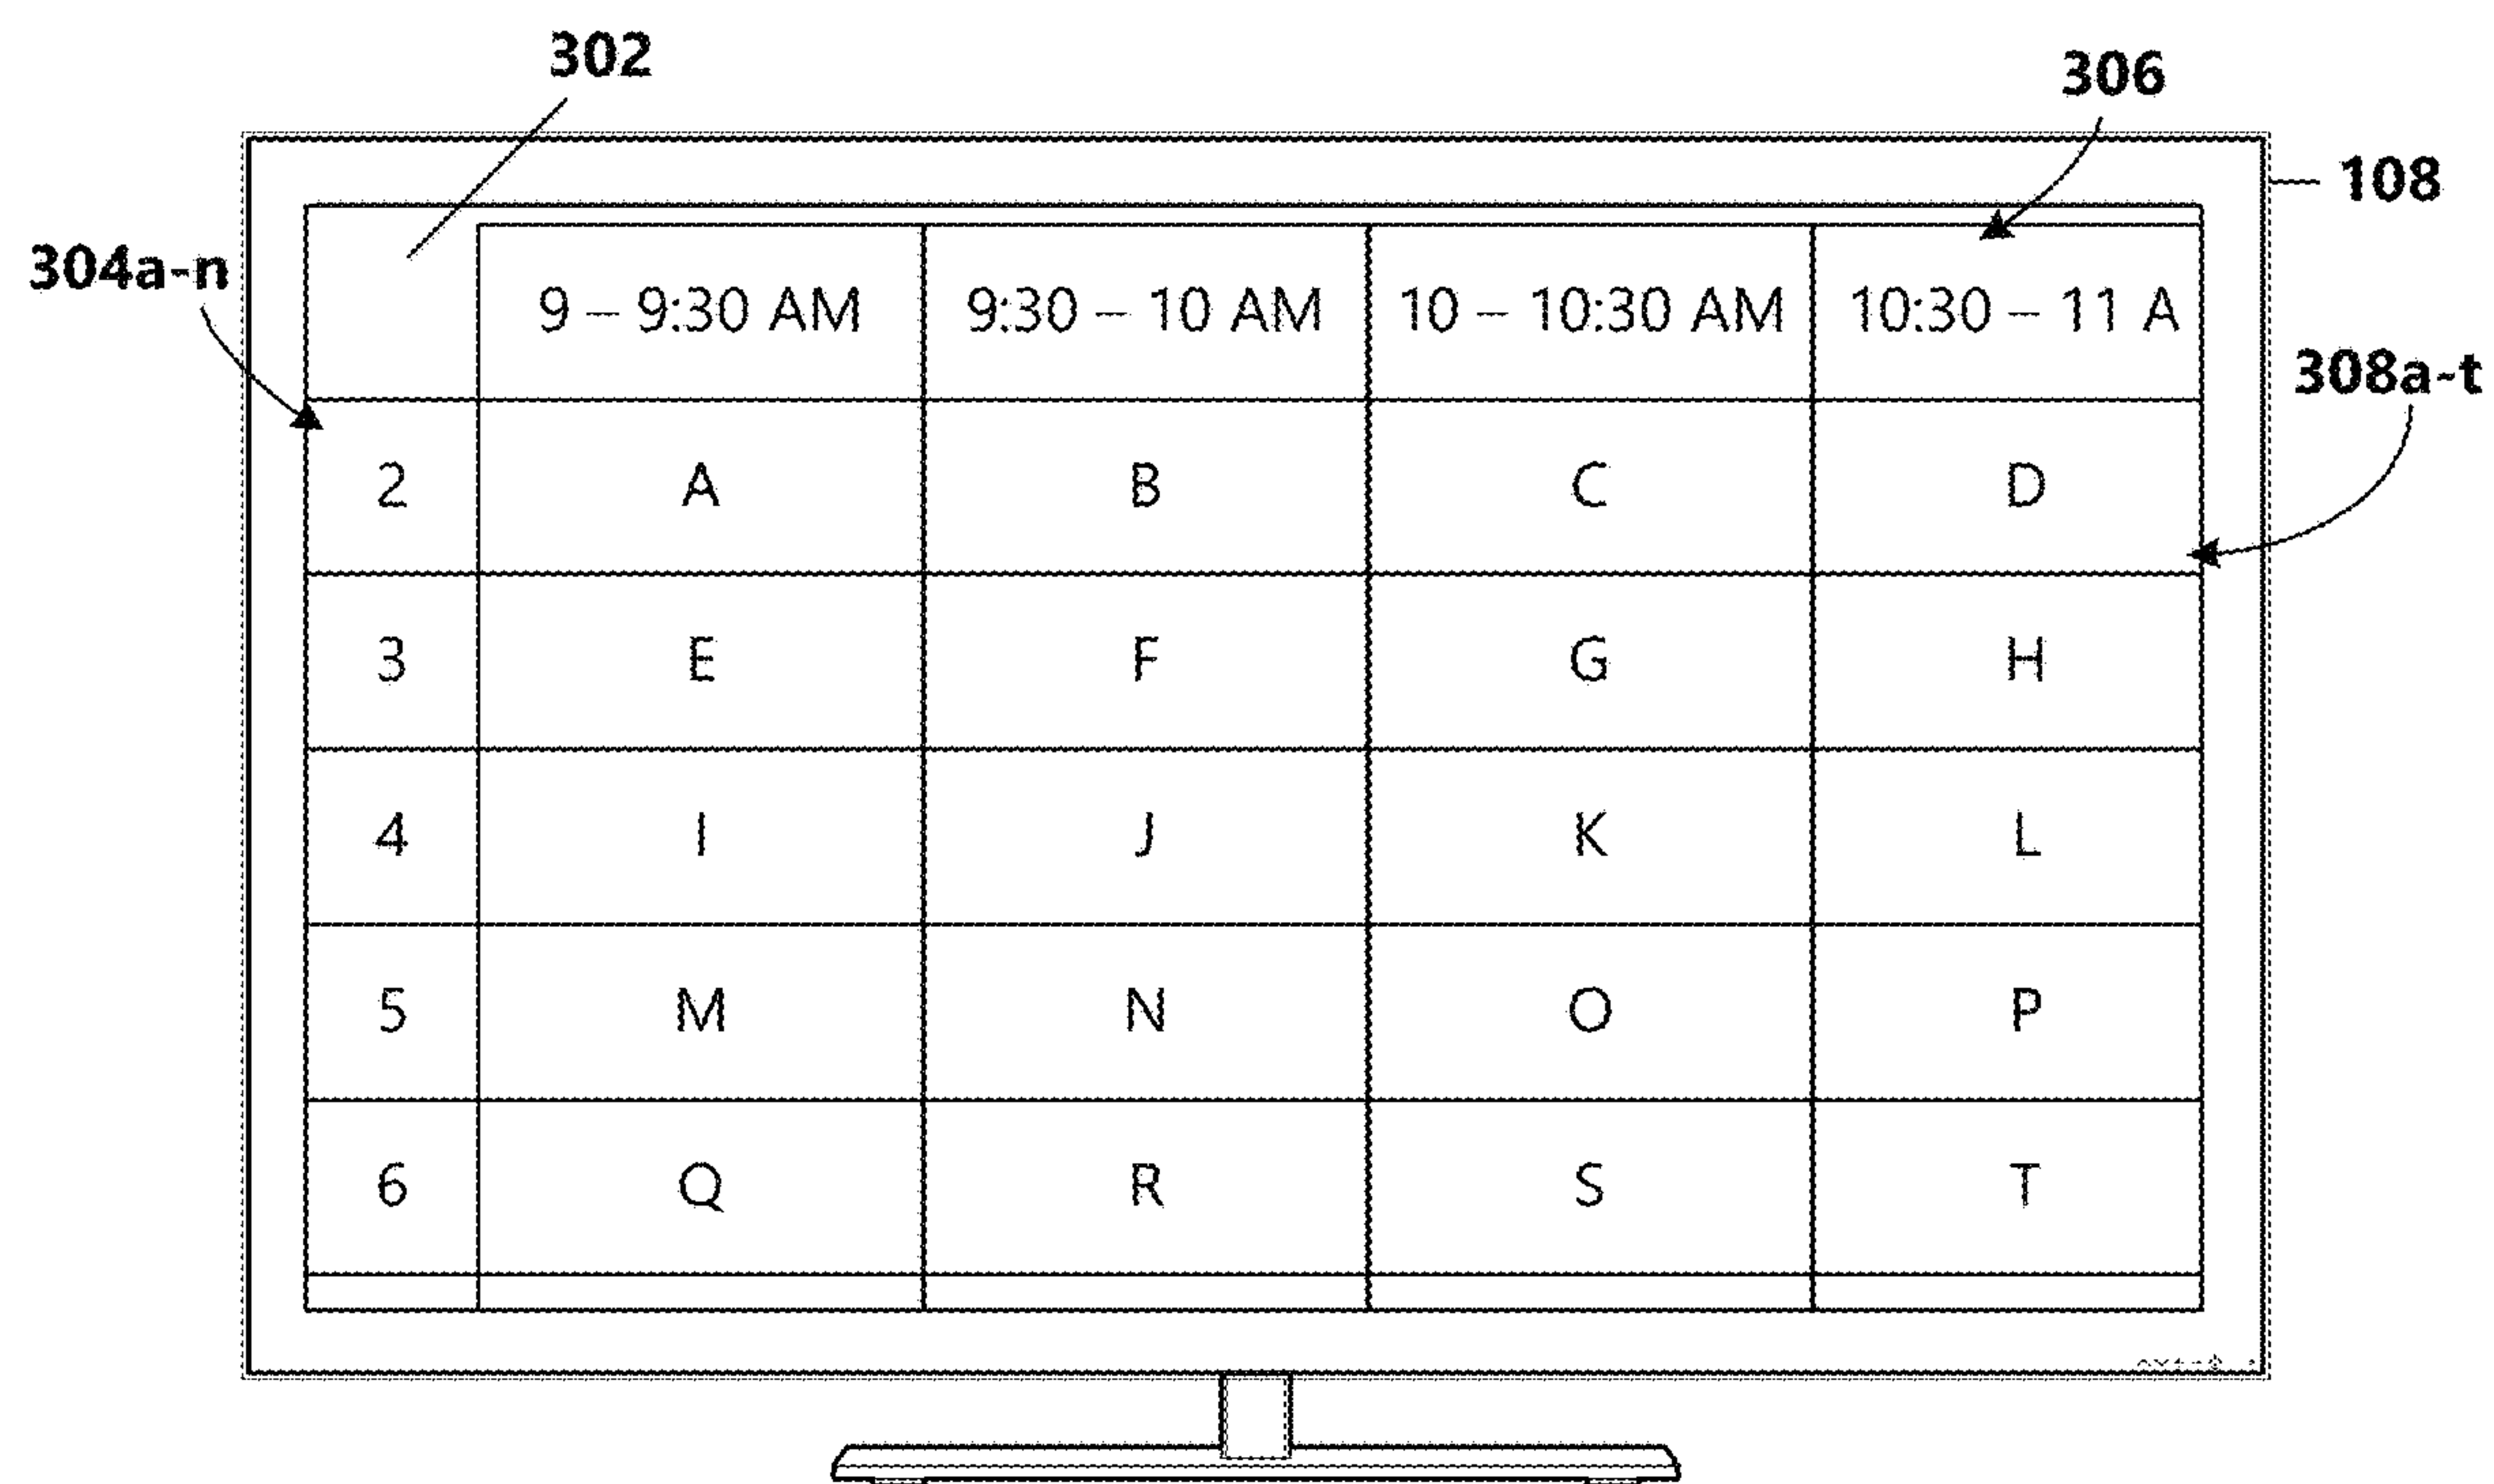 302
306
108
304a-n
9 – 9:30 AM 9:30 – 10 AM 10 – 10:30 AM 10:30 – 11 A
308a-t
2 A B C D
3 E F G H
4 I J K L
5 M N O P
6 Q R S T